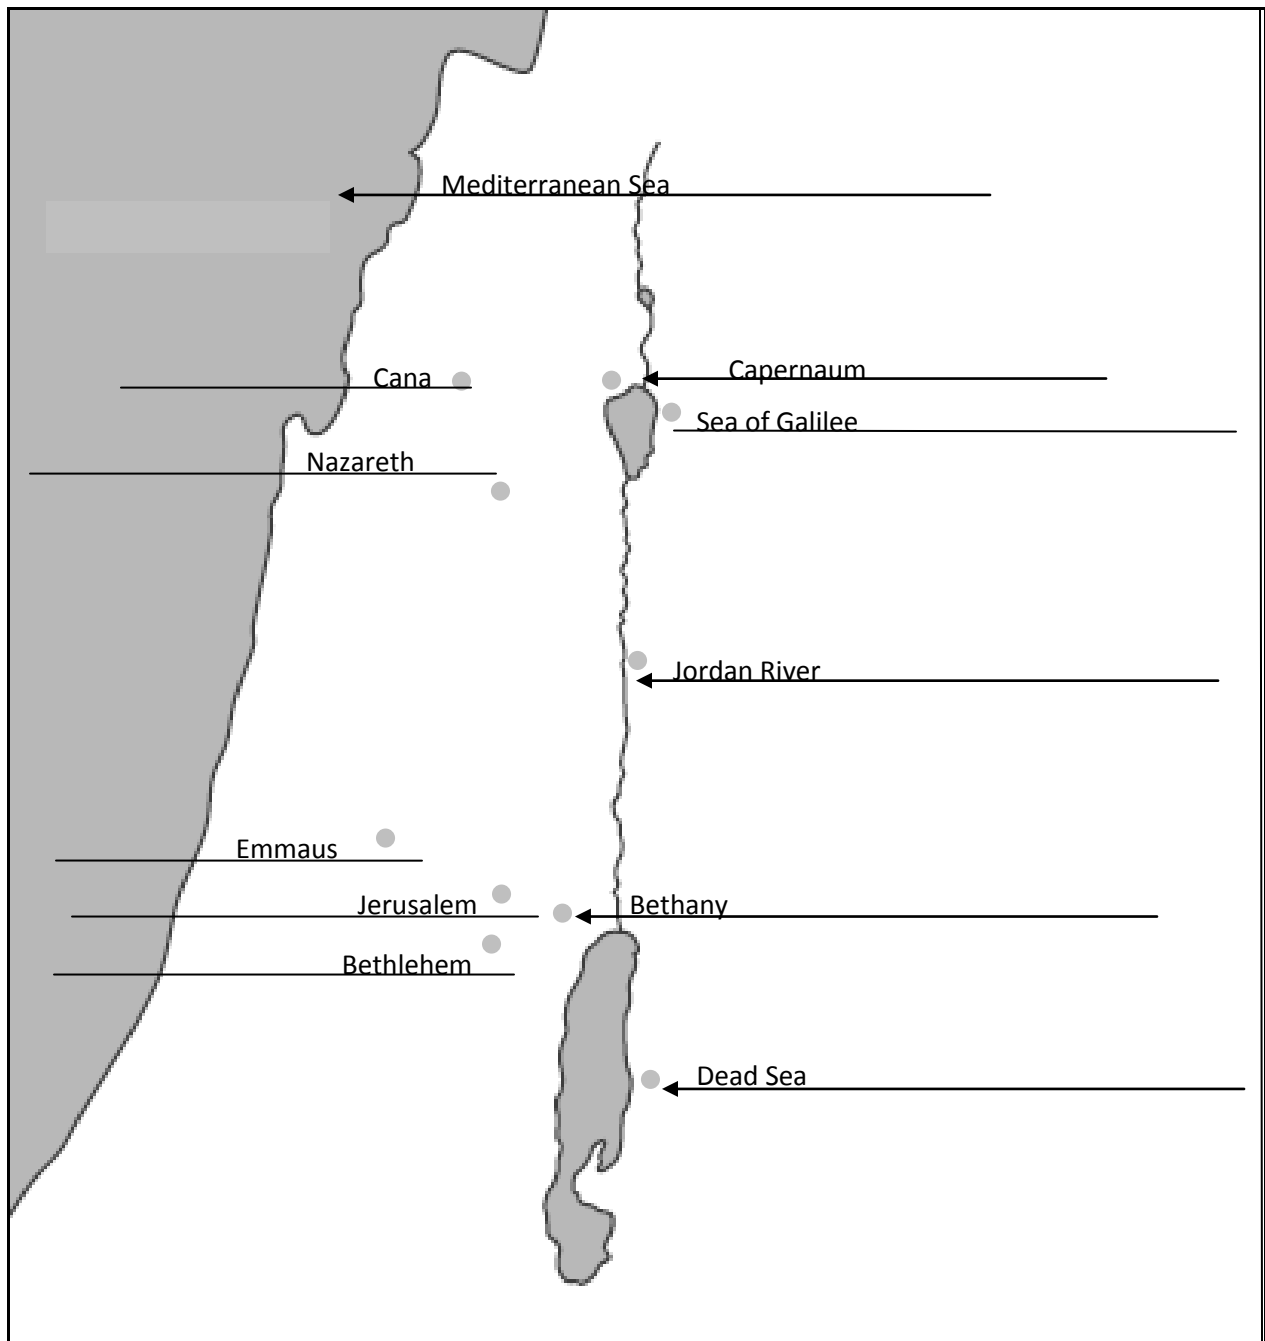 Mediterranean Sea
Capernaum
Cana
Sea of Galilee
Nazareth
Jordan River
Emmaus
Jerusalem
Bethany
Bethlehem
Dead Sea